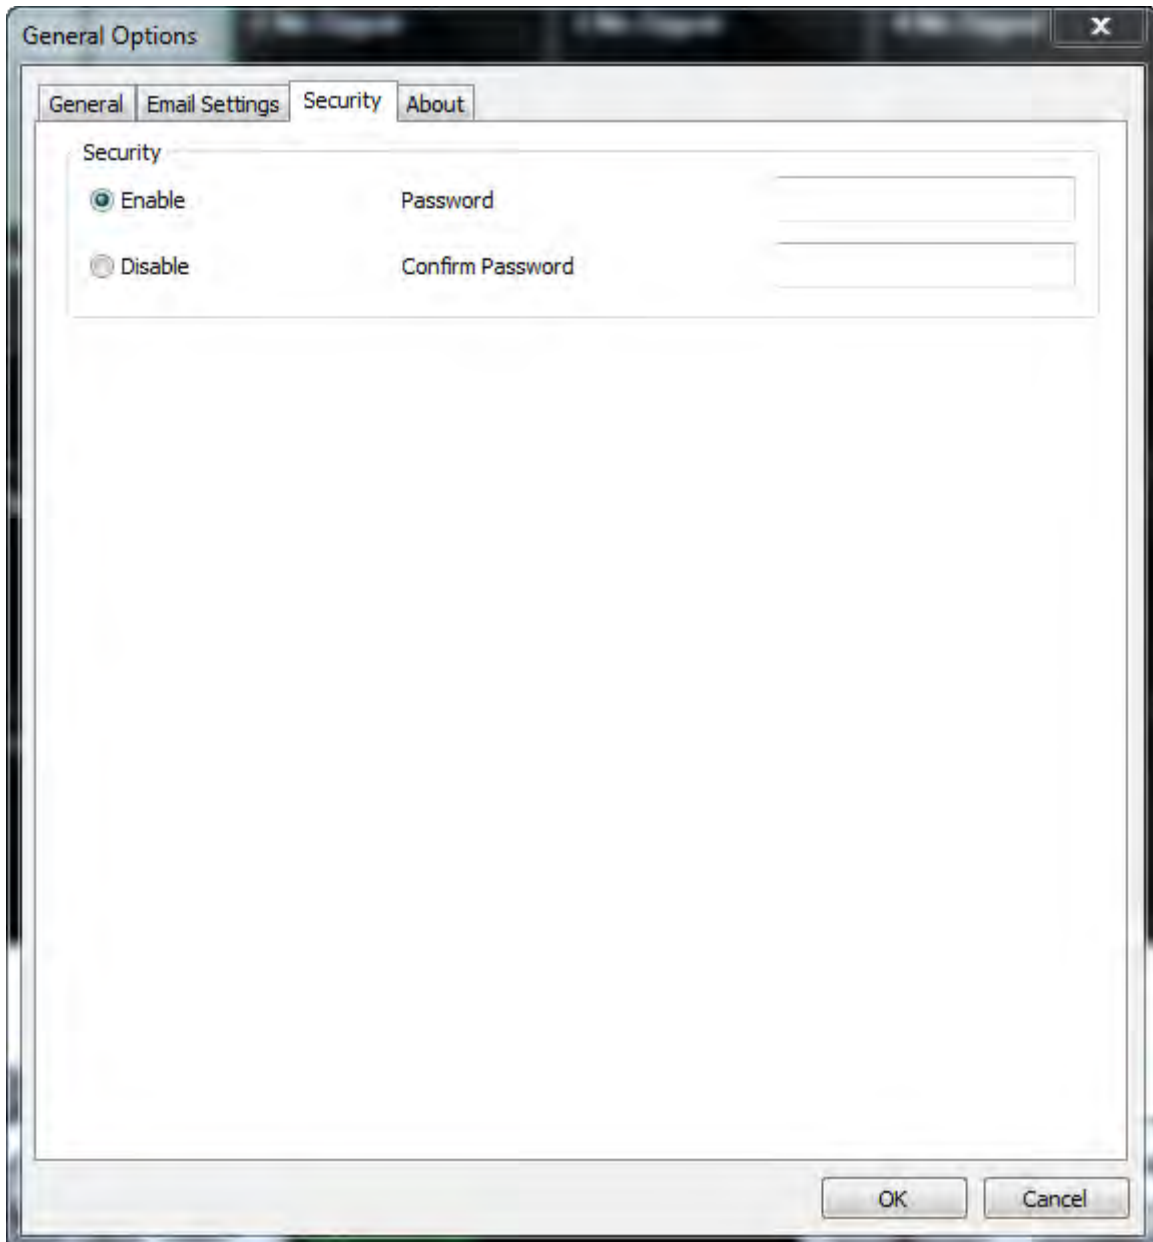 General Options
General
Email Settings
Security
About
Security
Enable
Password
Disable
Confirm Password
OK
Cancel